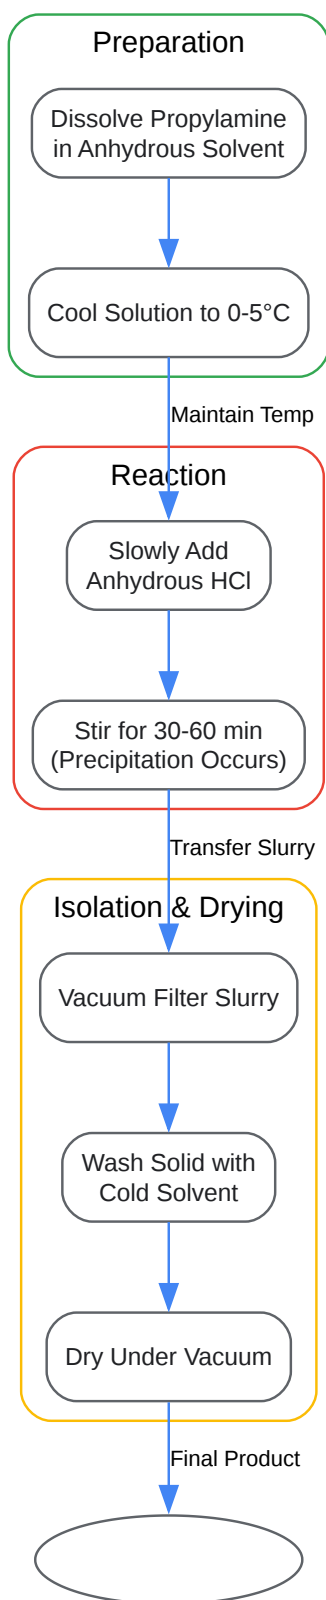 Preparation
Dissolve Propylamine
in Anhydrous Solvent
Cool Solution to 0-5°C
Maintain Temp
Reaction
Slowly Add
Anhydrous HCl
Stir for 30-60 min
(Precipitation Occurs)
Transfer Slurry
Isolation & Drying
Vacuum Filter Slurry
Wash Solid with
Cold Solvent
Dry Under Vacuum
Final Product